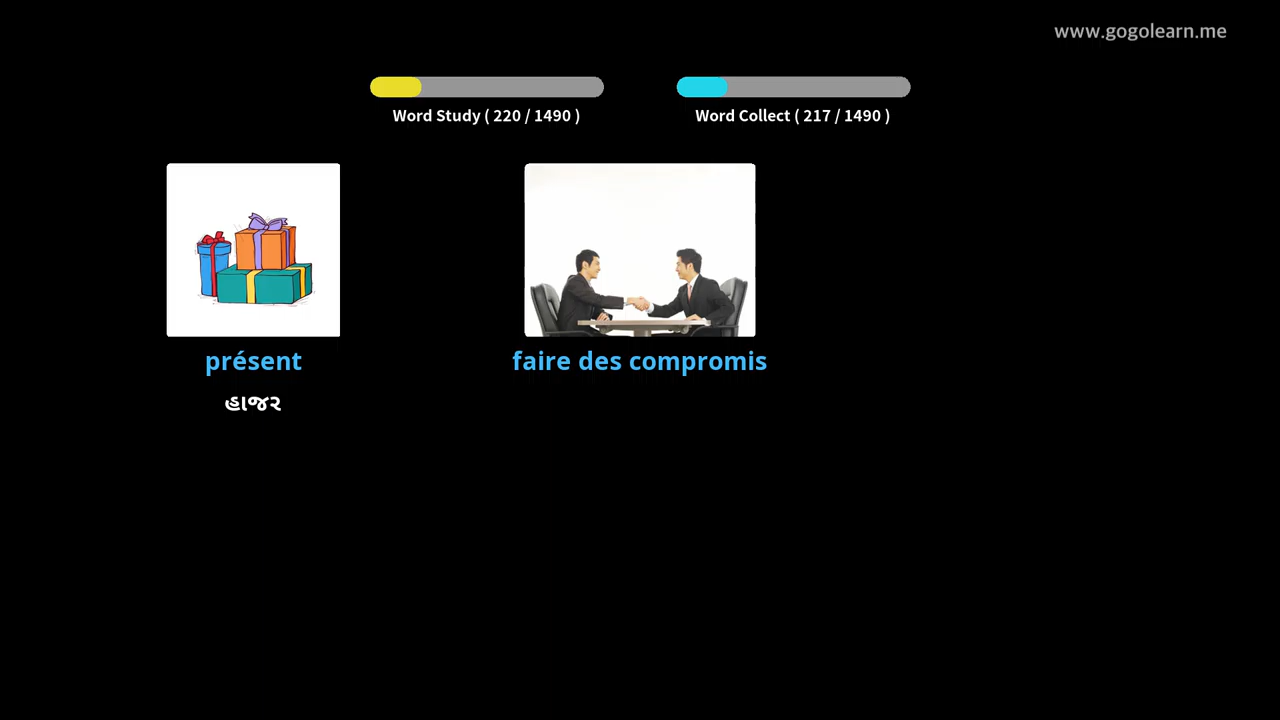 www.gogolearn.me
Word Study ( 220 / 1490 )
Word Collect ( 217 / 1490 )
présent
faire des compromis
હાજર